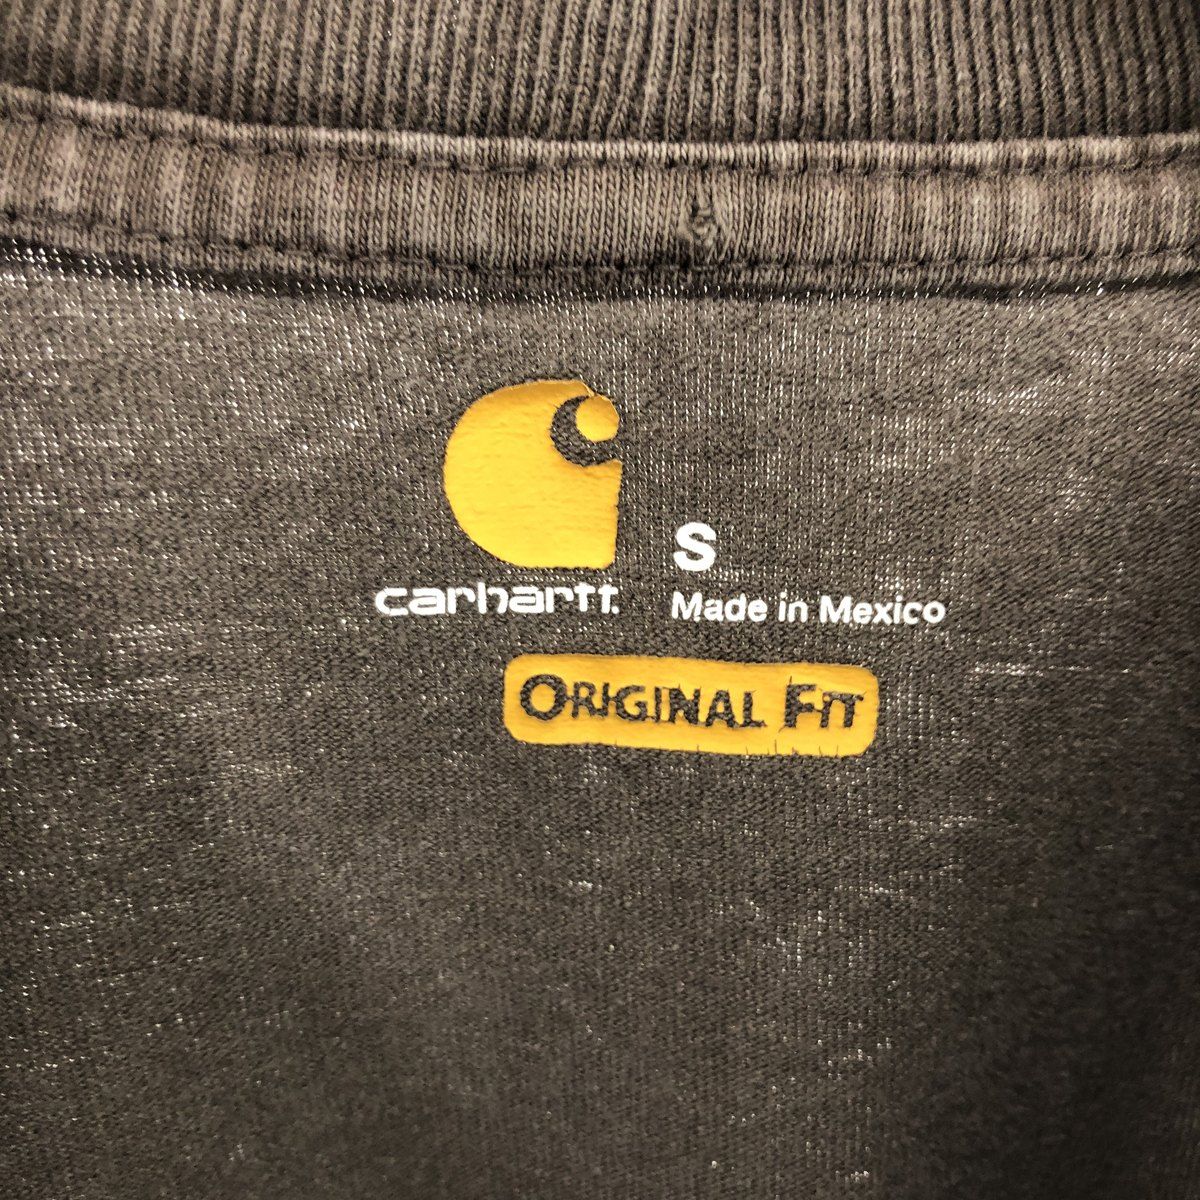 S
carhartt.
Made in Mexico
ORIGINAL FIT